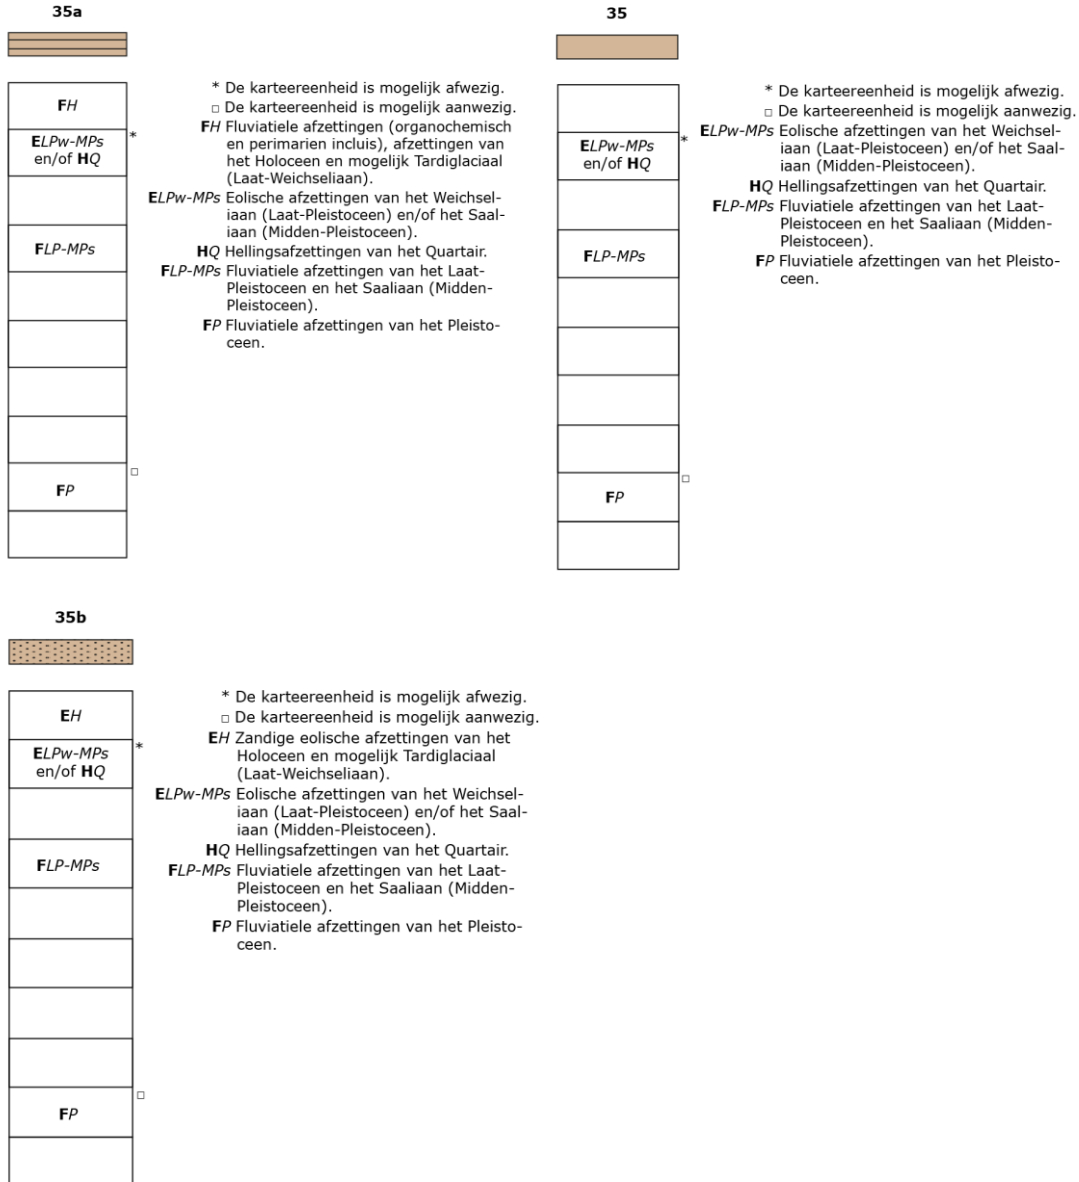 35a
FH
ELPw-MPs
en/of HQ
*
FLP-MPs
□
FP
* De karteereenheid is mogelijk afwezig.
□ De karteereenheid is mogelijk aanwezig.
FH Fluviatiele afzettingen (organochemisch
en perimarien incluis), afzettingen van
het Holoceen en mogelijk Tardiglaciaal
(Laat-Weichseliaan).
ELPw-MPs Eolische afzettingen van het Weichsel-
iaan (Laat-Pleistoceen) en/of het Saal-
iaan (Midden-Pleistoceen).
HQ Hellingsafzettingen van het Quartair.
FLP-MPs Fluviatiele afzettingen van het Laat-
Pleistoceen en het Saaliaan (Midden-
Pleistoceen).
FP Fluviatiele afzettingen van het Pleisto-
ceen.
35
ELPw-MPs
en/of HQ
*
FLP-MPs
□
FP
* De karteereenheid is mogelijk afwezig.
□ De karteereenheid is mogelijk aanwezig.
ELPw-MPs Eolische afzettingen van het Weichsel-
iaan (Laat-Pleistoceen) en/of het Saal-
iaan (Midden-Pleistoceen).
HQ Hellingsafzettingen van het Quartair.
FLP-MPs Fluviatiele afzettingen van het Laat-
Pleistoceen en het Saaliaan (Midden-
Pleistoceen).
FP Fluviatiele afzettingen van het Pleisto-
ceen.
35b
EH
ELPw-MPs
en/of HQ
*
FLP-MPs
□
FP
* De karteereenheid is mogelijk afwezig.
□ De karteereenheid is mogelijk aanwezig.
EH Zandige eolische afzettingen van het
Holoceen en mogelijk Tardiglaciaal
(Laat-Weichseliaan).
ELPw-MPs Eolische afzettingen van het Weichsel-
iaan (Laat-Pleistoceen) en/of het Saal-
iaan (Midden-Pleistoceen).
HQ Hellingsafzettingen van het Quartair.
FLP-MPs Fluviatiele afzettingen van het Laat-
Pleistoceen en het Saaliaan (Midden-
Pleistoceen).
FP Fluviatiele afzettingen van het Pleisto-
ceen.